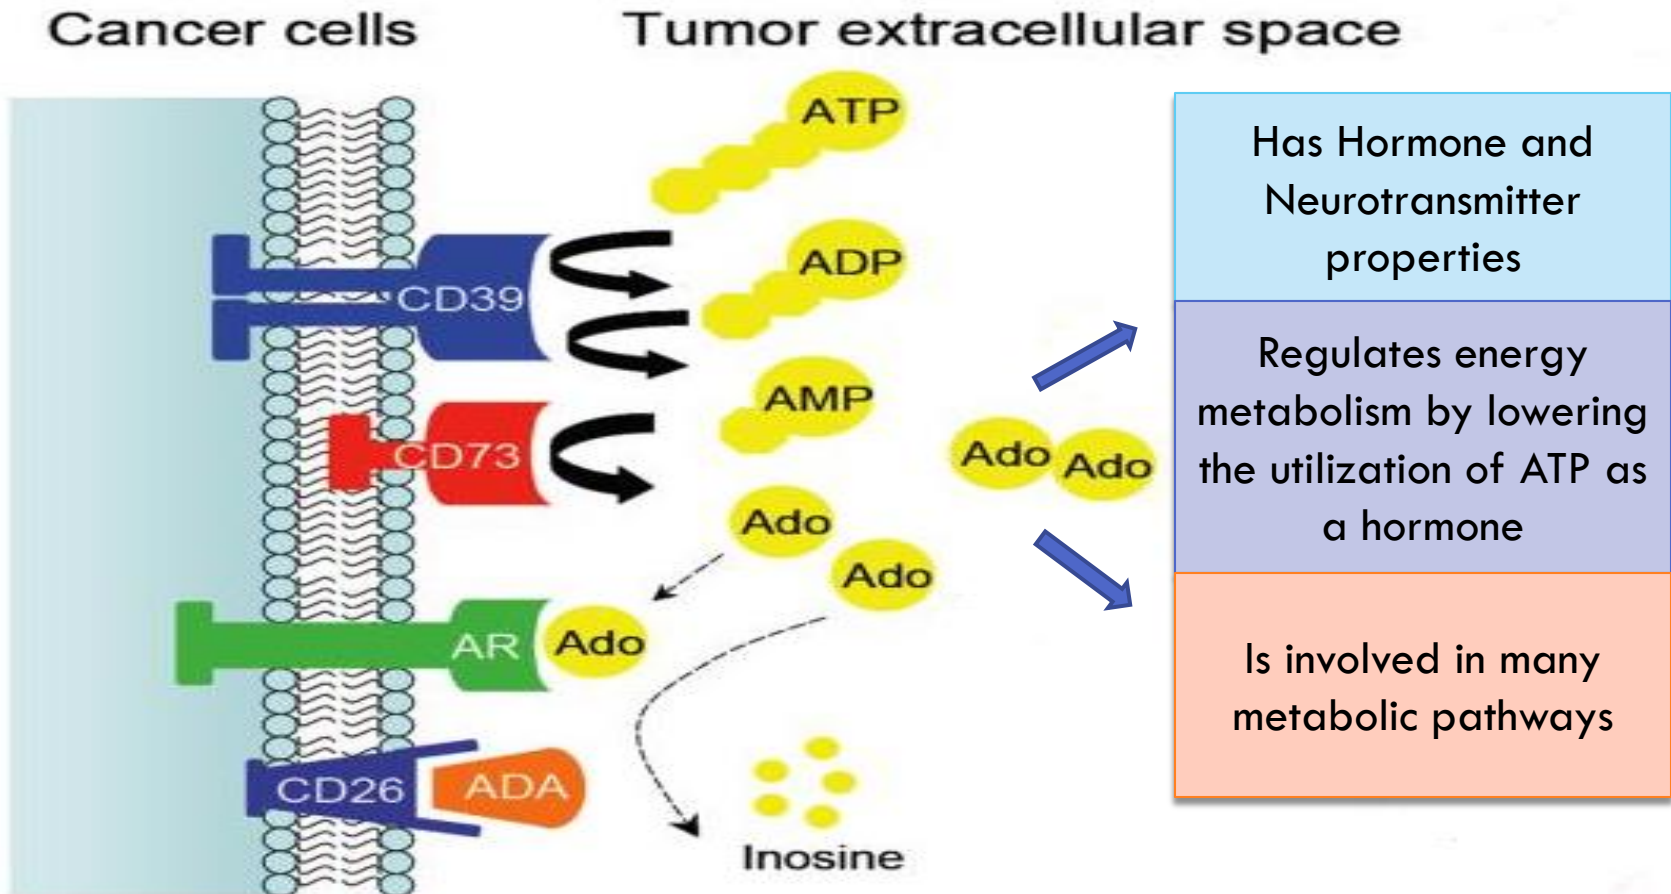 Cancer cells
Tumor extracellular space
ATP
CD39
ADP
AMP
CD73
Ado
Ado
Ado
Ado
AR
Ado
CD26
ADA
Inosine
Has Hormone and
Neurotransmitter
properties
Regulates energy
metabolism by lowering
the utilization of ATP as
a hormone
Is involved in many
metabolic pathways